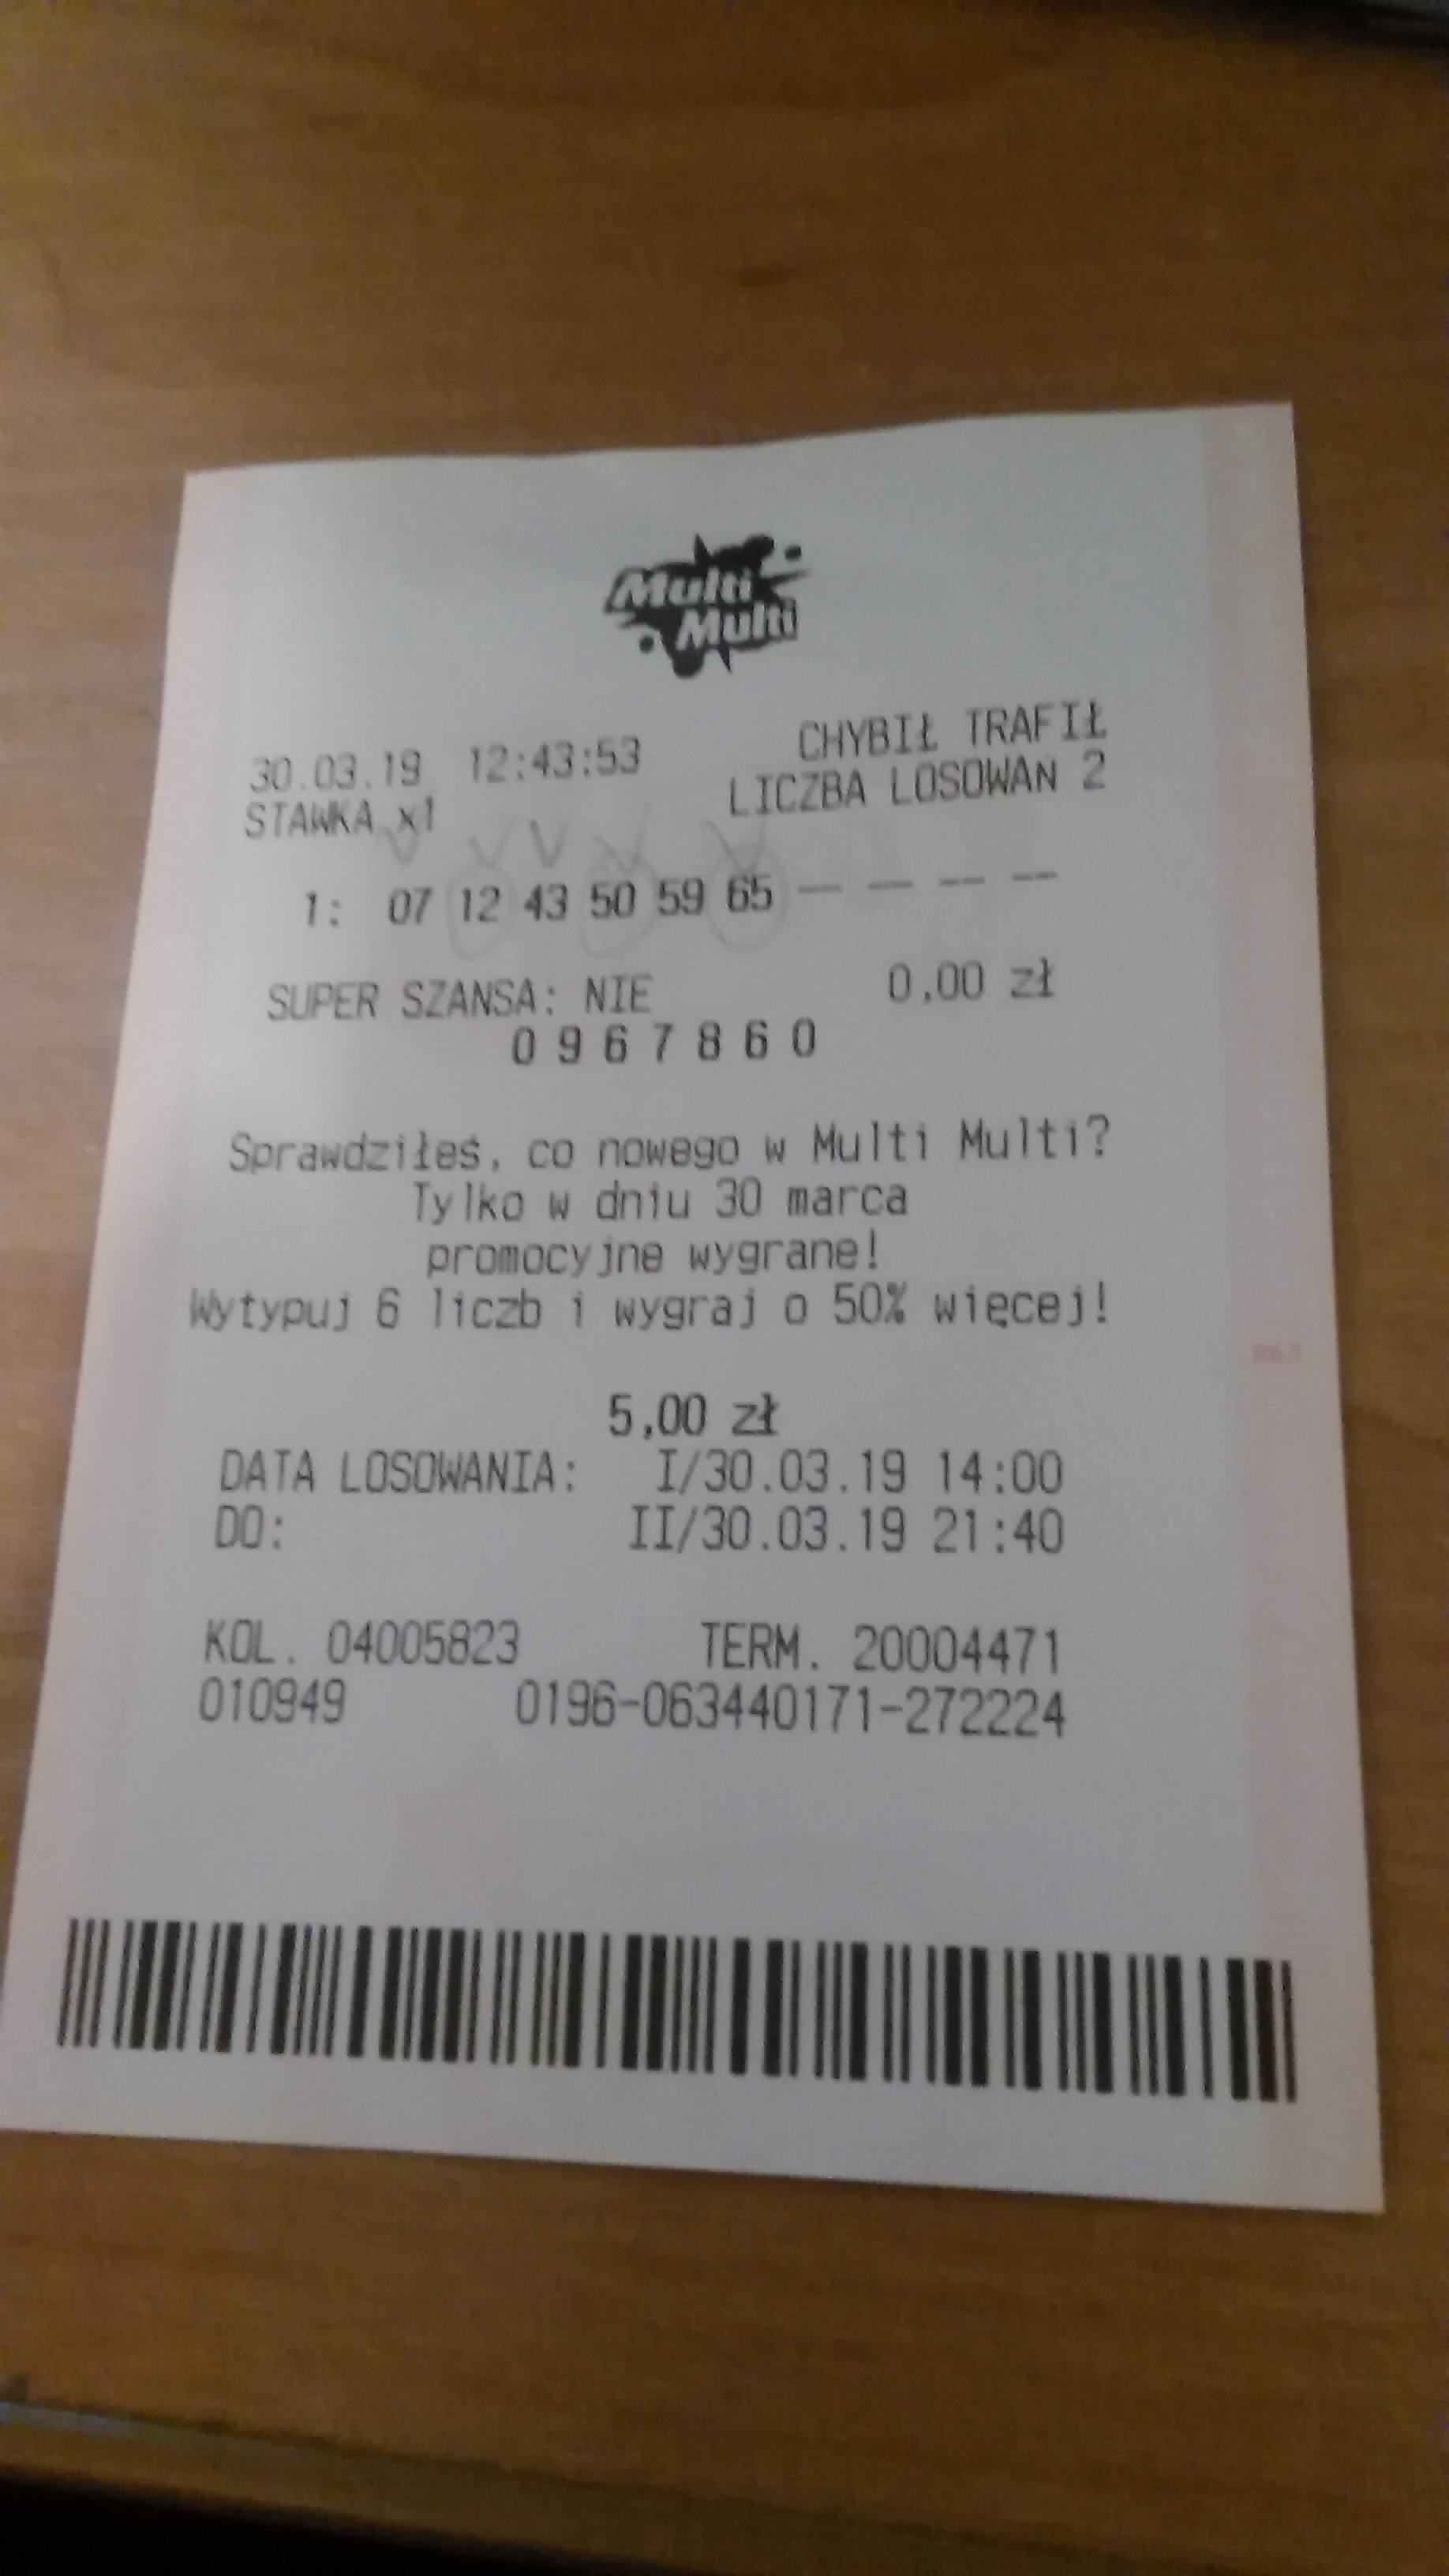 Multi
Multi
30.03.19 12:43:53 CHYBIŁ TRAFIŁ
STAWKA x1 LICZBA LOSOWAŃ 2
1: 07 12 43 50 59 65 -- -- -- --
SUPER SZANSA: NIE 0,00 zł
0 9 6 7 8 6 0
Sprawdziłeś, co nowego w Multi Multi?
Tylko w dniu 30 marca
promocyjne wygrane!
Wytypuj 6 liczb i wygraj o 50% więcej!
5,00 zł
DATA LOSOWANIA: I/30.03.19 14:00
DO: II/30.03.19 21:40
KOL. 04005823 TERM. 20004471
010949 0196-063440171-272224